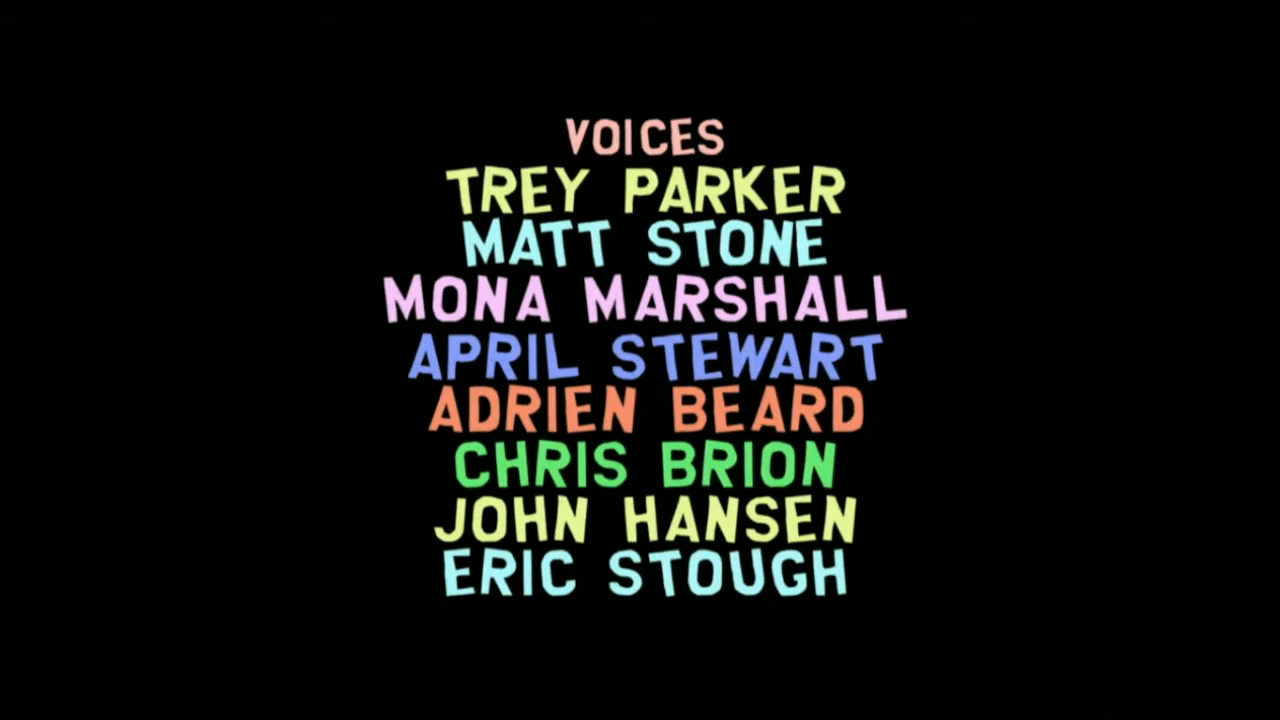 VOICES
TREY PARKER
MATT STONE
MONA MARSHALL
APRIL STEWART
ADRIEN BEARD
CHRIS BRION
JOHN HANSEN
ERIC STOUGH